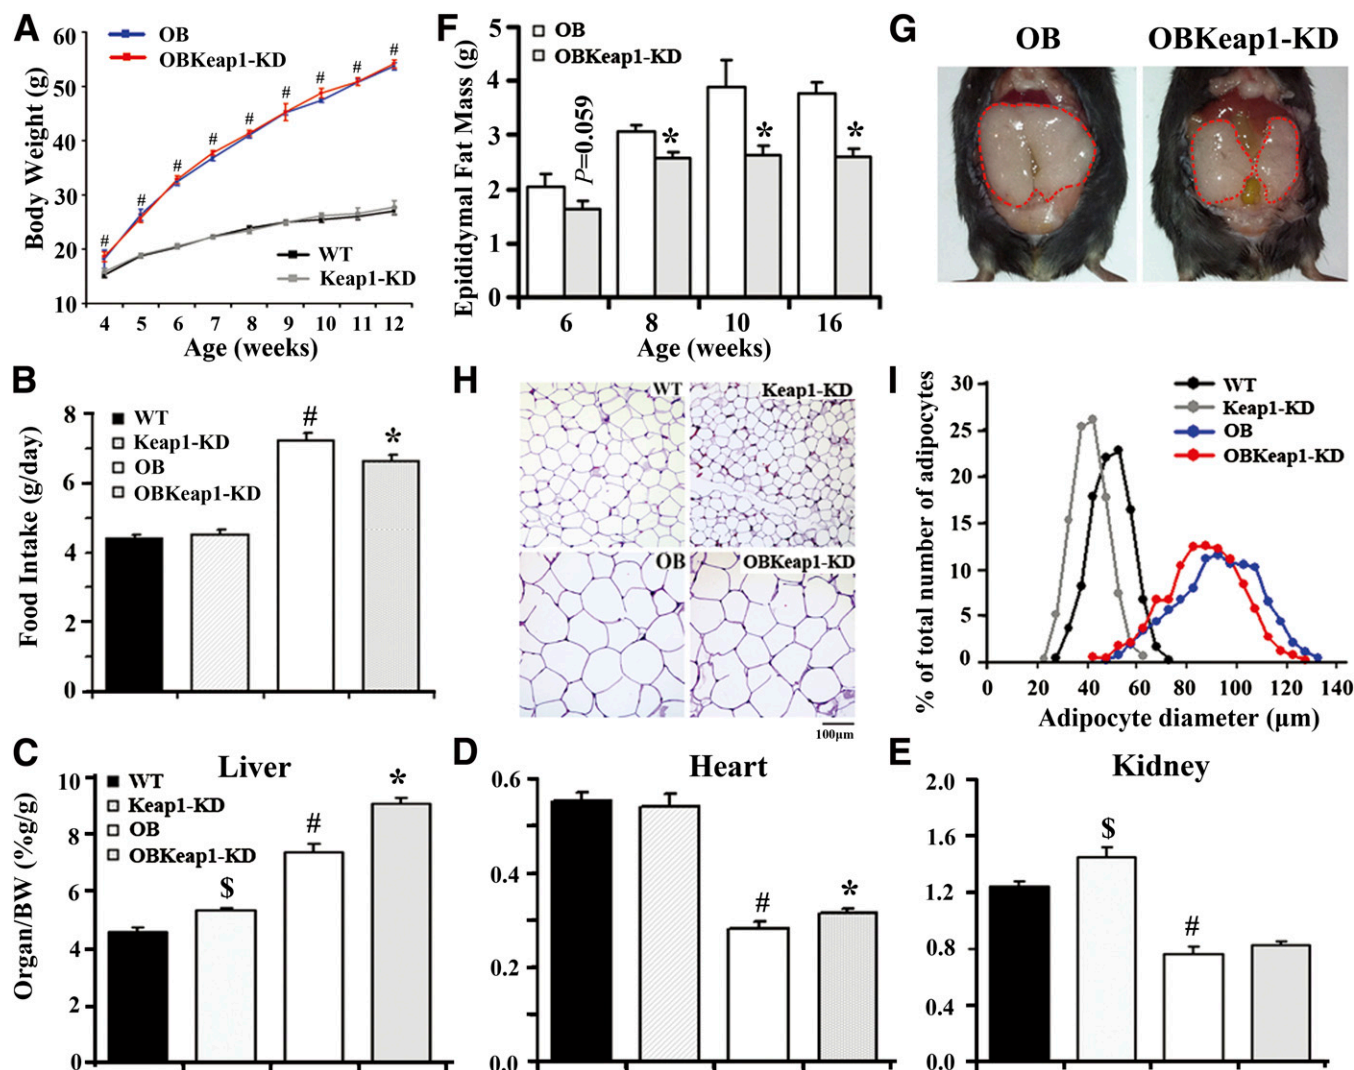 A
60
50
40
30
20
10
Body Weight (g)
OB
OBKeap1-KD
# # # # # # # # #
WT
Keap1-KD
4 5 6 7 8 9 10 11 12
Age (weeks)
F
5
4
3
2
1
0
Epididymal Fat Mass (g)
OB
OBKeap1-KD
P=0.059
* * *
6 8 10 16
Age (weeks)
G
OB OBKeap1-KD
B
8
6
4
2
0
Food Intake (g/day)
WT
Keap1-KD
OB
OBKeap1-KD
# *
H
WT
Keap1-KD
OB
OBKeap1-KD
100μm
I
30
25
20
15
10
5
0
% of total number of adipocytes
WT
Keap1-KD
OB
OBKeap1-KD
0 20 40 60 80 100 120 140
Adipocyte diameter (μm)
C
Liver
10
8
6
4
2
0
Organ/BW (%g/g)
WT
Keap1-KD
OB
OBKeap1-KD
$ # *
D
Heart
0.6
0.4
0.2
0.0
# *
E
Kidney
2.0
1.6
1.2
0.8
0.4
0.0
$ #